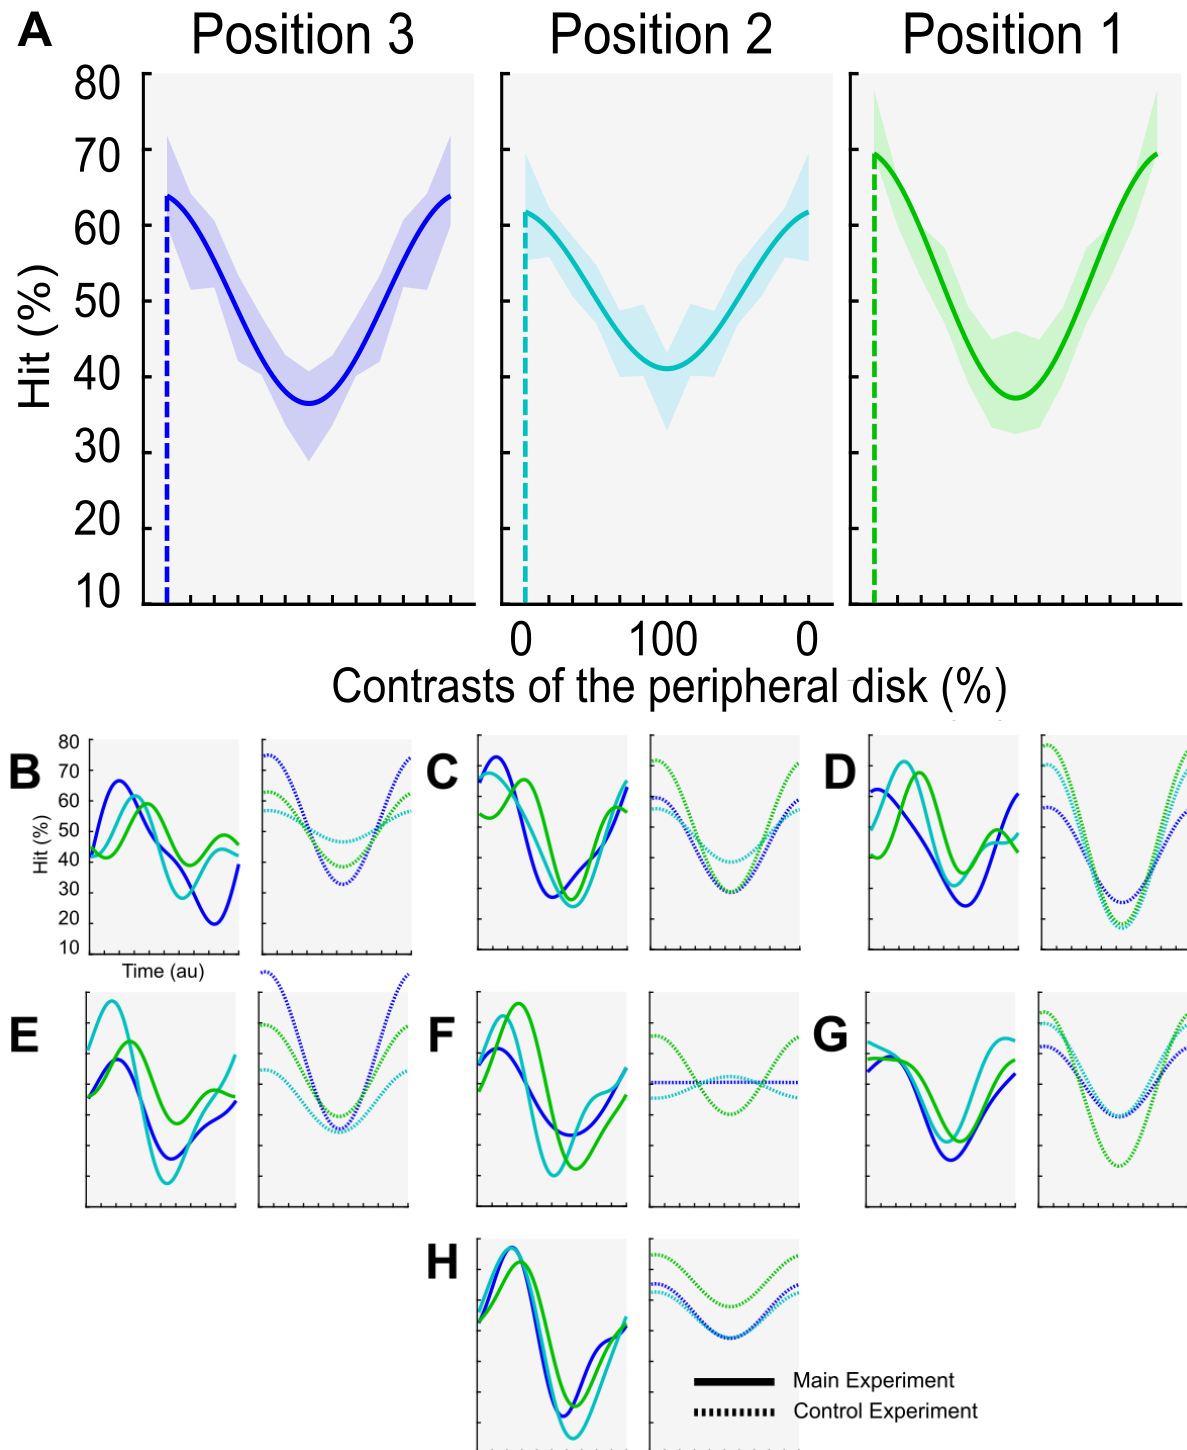 A
Position 3 Position 2 Position 1
80
70
60
50
40
30
20
10
Hit (%)
0 100 0
Contrasts of the peripheral disk (%)
B
80
70
60
50
40
30
20
10
Hit (%)
Time (au)
C
D
E
F
G
H
Main Experiment
Control Experiment